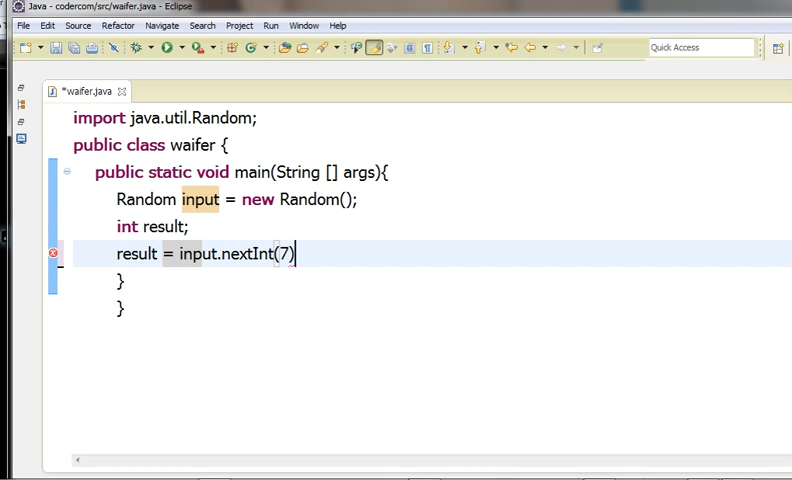 Java - codercom/src/waifer.java - Eclipse
File Edit Source Refactor Navigate Search Project Run Window Help
Quick Access
*waifer.java
import java.util.Random;
public class waifer {
public static void main(String [] args){
Random input = new Random();
int result;
result = input.nextInt(7)
}
}